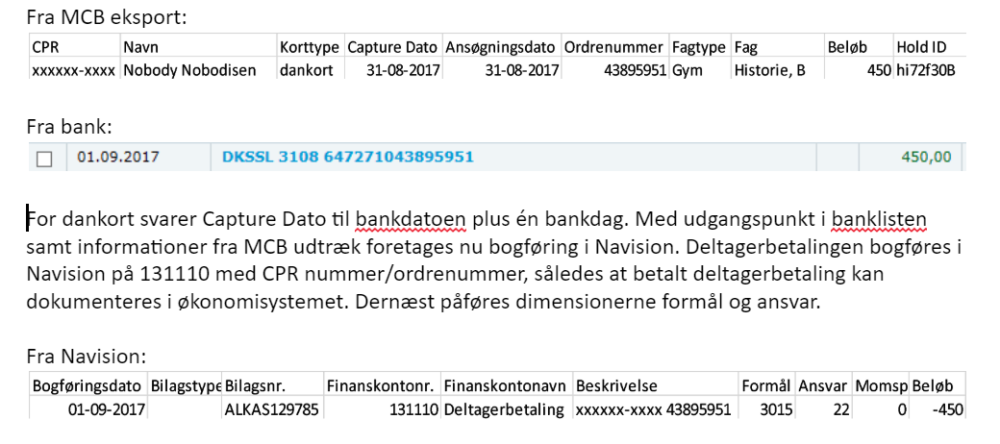 Fra MCB eksport:
CPR Navn Korttype Capture Dato Ansøgningsdato Ordrenummer Fagtype Fag Beløb Hold ID
xxxxxx-xxxx Nobody Nobodisen dankort 31-08-2017 31-08-2017 43895951 Gym Historie, B 450 hi72f30B
Fra bank:
01.09.2017 DKSSL 3108 647271043895951 450,00
For dankort svarer Capture Dato til bankdatoen plus én bankdag. Med udgangspunkt i banklisten
samt informationer fra MCB udtræk foretages nu bogføring i Navision. Deltagerbetalingen bogføres i
Navision på 131110 med CPR nummer/ordrenummer, således at betalt deltagerbetaling kan
dokumenteres i økonomisystemet. Dernæst påføres dimensionerne formål og ansvar.
Fra Navision:
Bogføringsdato Bilagstype Bilagsnr. Finanskontonr. Finanskontonavn Beskrivelse Formål Ansvar Momsp Beløb
01-09-2017 ALKAS129785 131110 Deltagerbetaling xxxxxx-xxxx 43895951 3015 22 0 -450